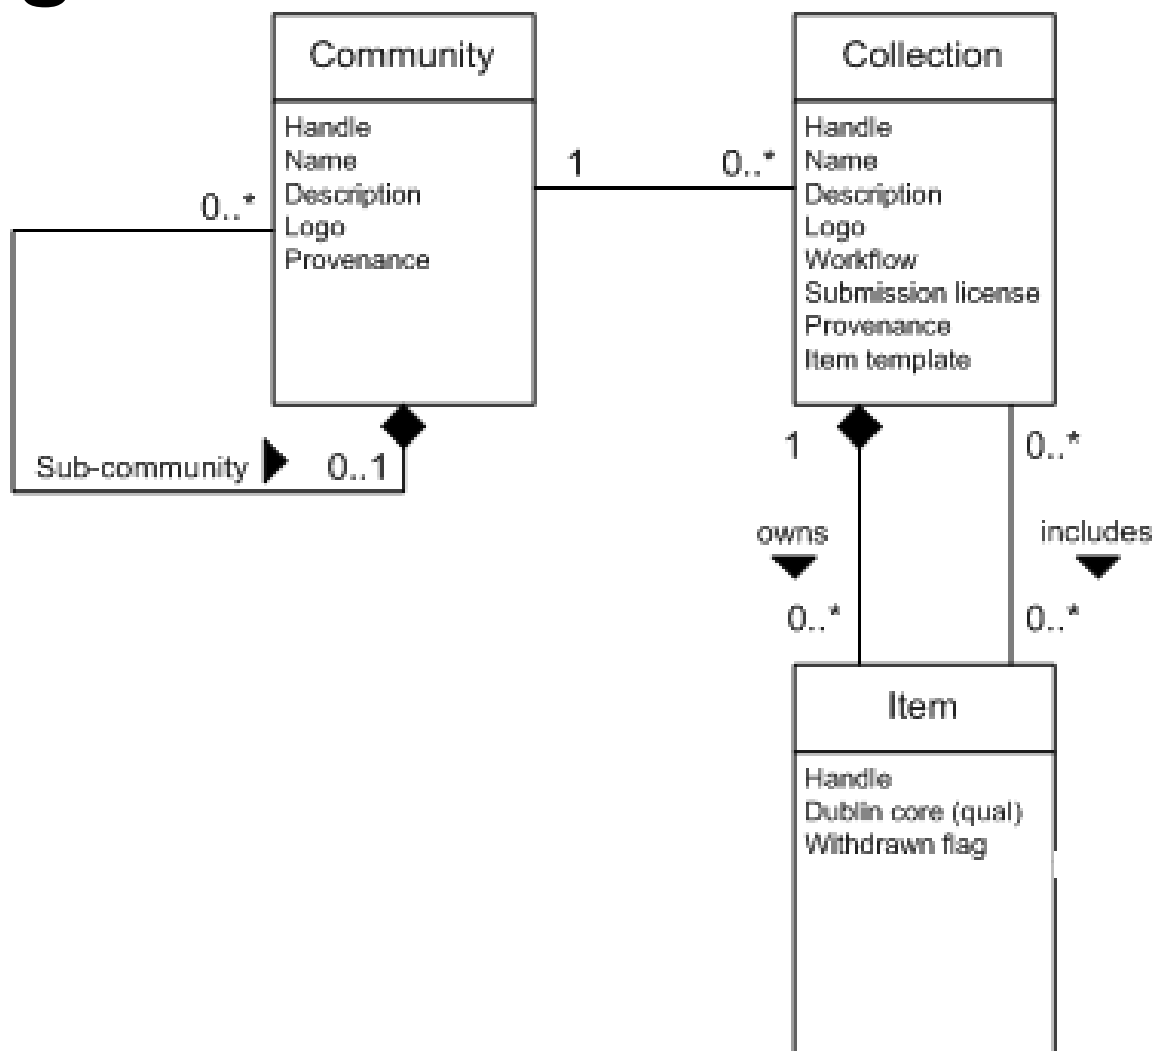 Community
Handle
Name
Description
Logo
Provenance
0..*
Sub-community
0..1
1
0..*
Collection
Handle
Name
Description
Logo
Workflow
Submission license
Provenance
Item template
1
0..*
owns
includes
0..*
0..*
Item
Handle
Dublin core (qual)
Withdrawn flag